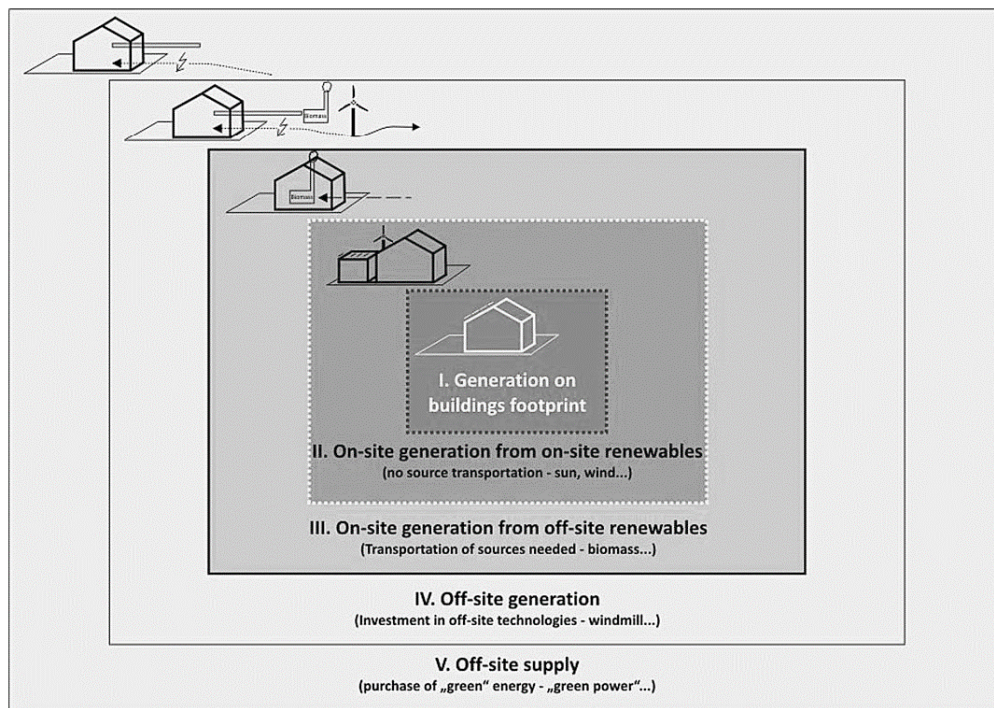 Biomass
Biomass
I. Generation on
buildings footprint
II. On-site generation from on-site renewables
(no source transportation - sun, wind...)
III. On-site generation from off-site renewables
(Transportation of sources needed - biomass...)
IV. Off-site generation
(Investment in off-site technologies - windmill...)
V. Off-site supply
(purchase of „green“ energy - „green power“...)